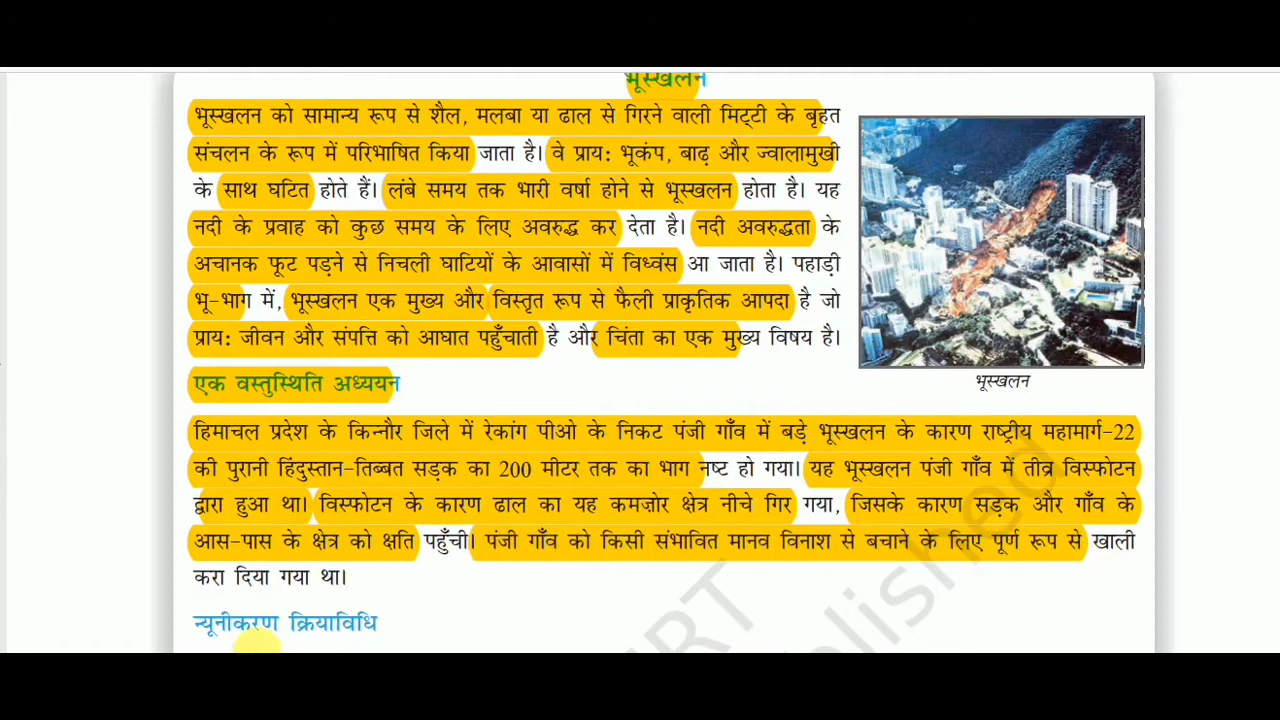 भूस्खलन
भूस्खलन को सामान्य रूप से शैल, मलबा या ढाल से गिरने वाली मिट्टी के बृहत
संचलन के रूप में परिभाषित किया जाता है। वे प्राय: भूकंप, बाढ़ और ज्वालामुखी
के साथ घटित होते हैं। लंबे समय तक भारी वर्षा होने से भूस्खलन होता है। यह
नदी के प्रवाह को कुछ समय के लिए अवरुद्ध कर देता है। नदी अवरुद्धता के
अचानक फूट पड़ने से निचली घाटियों के आवासों में विध्वंस आ जाता है। पहाड़ी
भू-भाग में, भूस्खलन एक मुख्य और विस्तृत रूप से फैली प्राकृतिक आपदा है जो
प्राय: जीवन और संपत्ति को आघात पहुँचाती है और चिंता का एक मुख्य विषय है।
भूस्खलन
एक वस्तुस्थिति अध्ययन
हिमाचल प्रदेश के किन्नौर जिले में रेकांग पीओ के निकट पंजी गाँव में बड़े भूस्खलन के कारण राष्ट्रीय महामार्ग-22
की पुरानी हिंदुस्तान-तिब्बत सड़क का 200 मीटर तक का भाग नष्ट हो गया। यह भूस्खलन पंजी गाँव में तीव्र विस्फोटन
द्वारा हुआ था। विस्फोटन के कारण ढाल का यह कमजोर क्षेत्र नीचे गिर गया, जिसके कारण सड़क और गाँव के
आस-पास के क्षेत्र को क्षति पहुँची। पंजी गाँव को किसी संभावित मानव विनाश से बचाने के लिए पूर्ण रूप से खाली
करा दिया गया था।
न्यूनीकरण क्रियाविधि